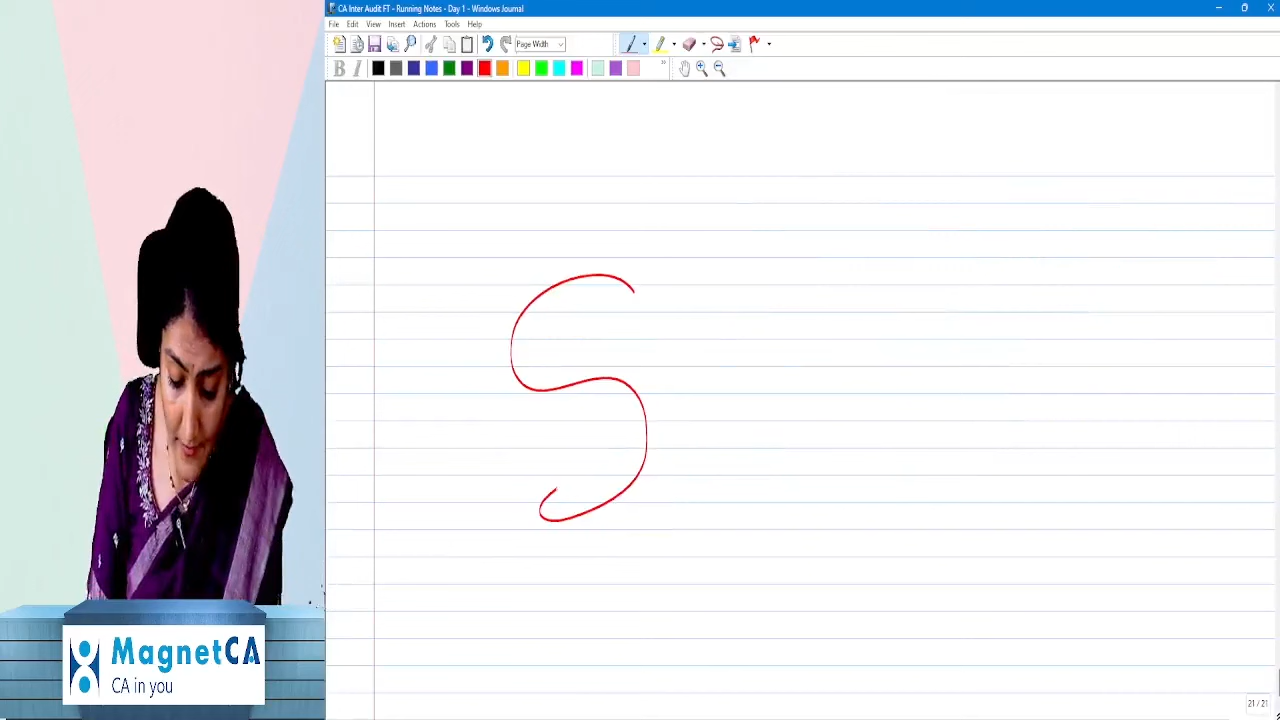 CA Inter Audit FT - Running Notes - Day 1 - Windows Journal
File Edit View Insert Actions Tools Help
Page Width
B I
S
MagnetCA
CA in you
21 / 21